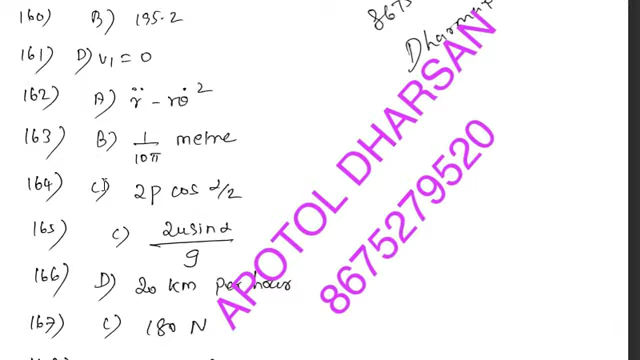 160) B) 195.2
8675
161) D) v₁ = 0
Dharma
162) A) r̈ - rθ̇²
163) B) 1/10π metre
164) C) 2P cos α/2
165) C) 2u sin α / g
166) D) 20 km per hour
167) C) 180 N
APOTOL DHARSAN
8675279520